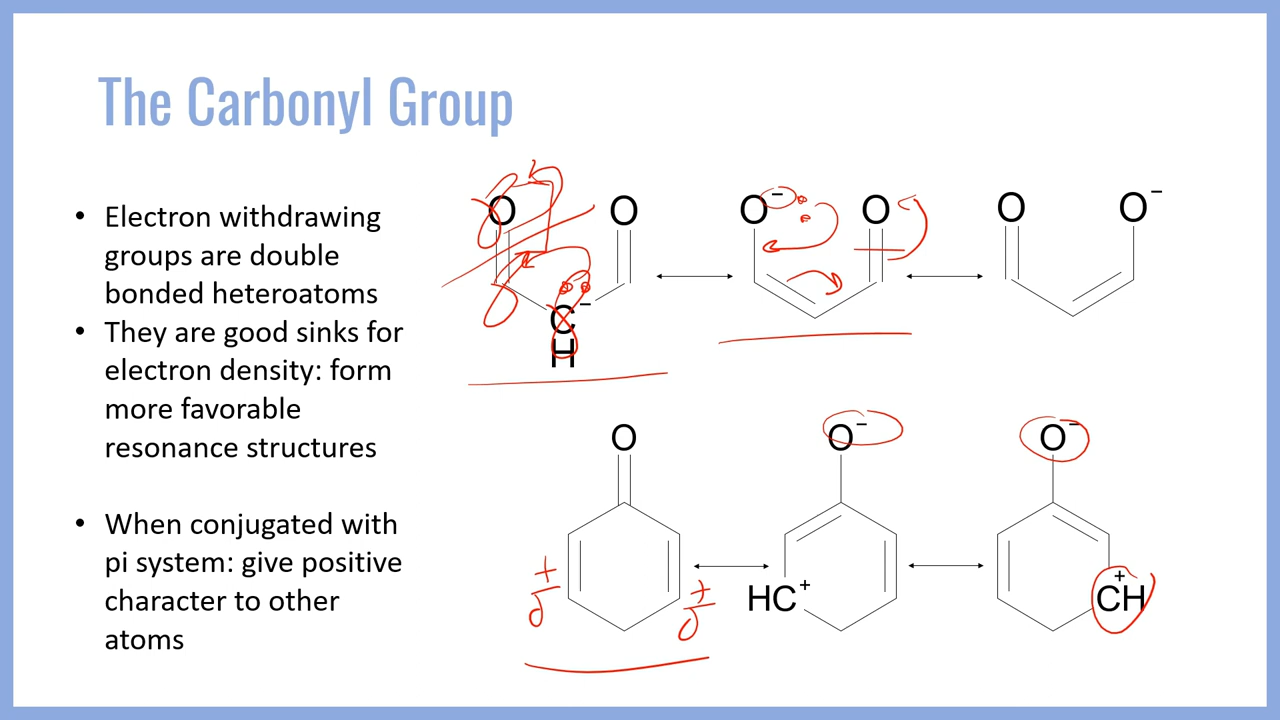 The Carbonyl Group
• Electron withdrawing
groups are double
bonded heteroatoms
• They are good sinks for
electron density: form
more favorable
resonance structures
• When conjugated with
pi system: give positive
character to other
atoms
O O O− O O O−
C−
H
O O− O−
+ δ + δ HC+ +CH